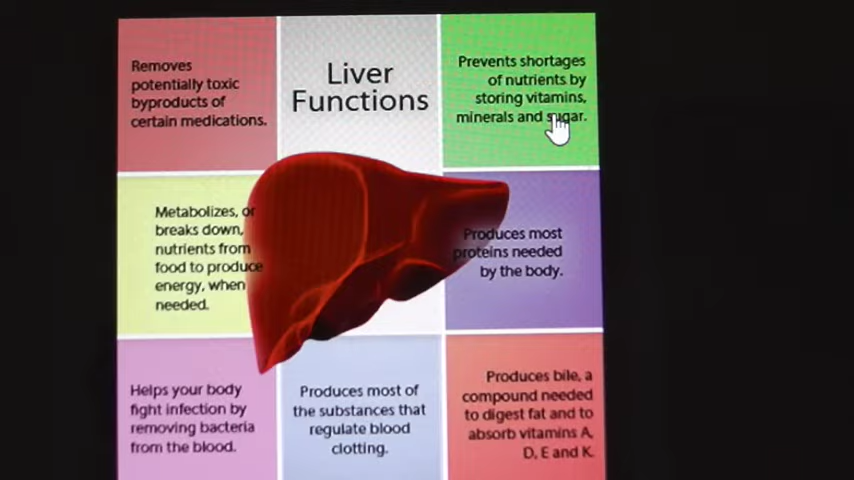 Removes
potentially toxic
byproducts of
certain medications.
Liver
Functions
Prevents shortages
of nutrients by
storing vitamins,
minerals and sugar.
Metabolizes, or
breaks down,
nutrients from
food to produce
energy, when
needed.
Produces most
proteins needed
by the body.
Helps your body
fight infection by
removing bacteria
from the blood.
Produces most of
the substances that
regulate blood
clotting.
Produces bile, a
compound needed
to digest fat and to
absorb vitamins A,
D, E and K.